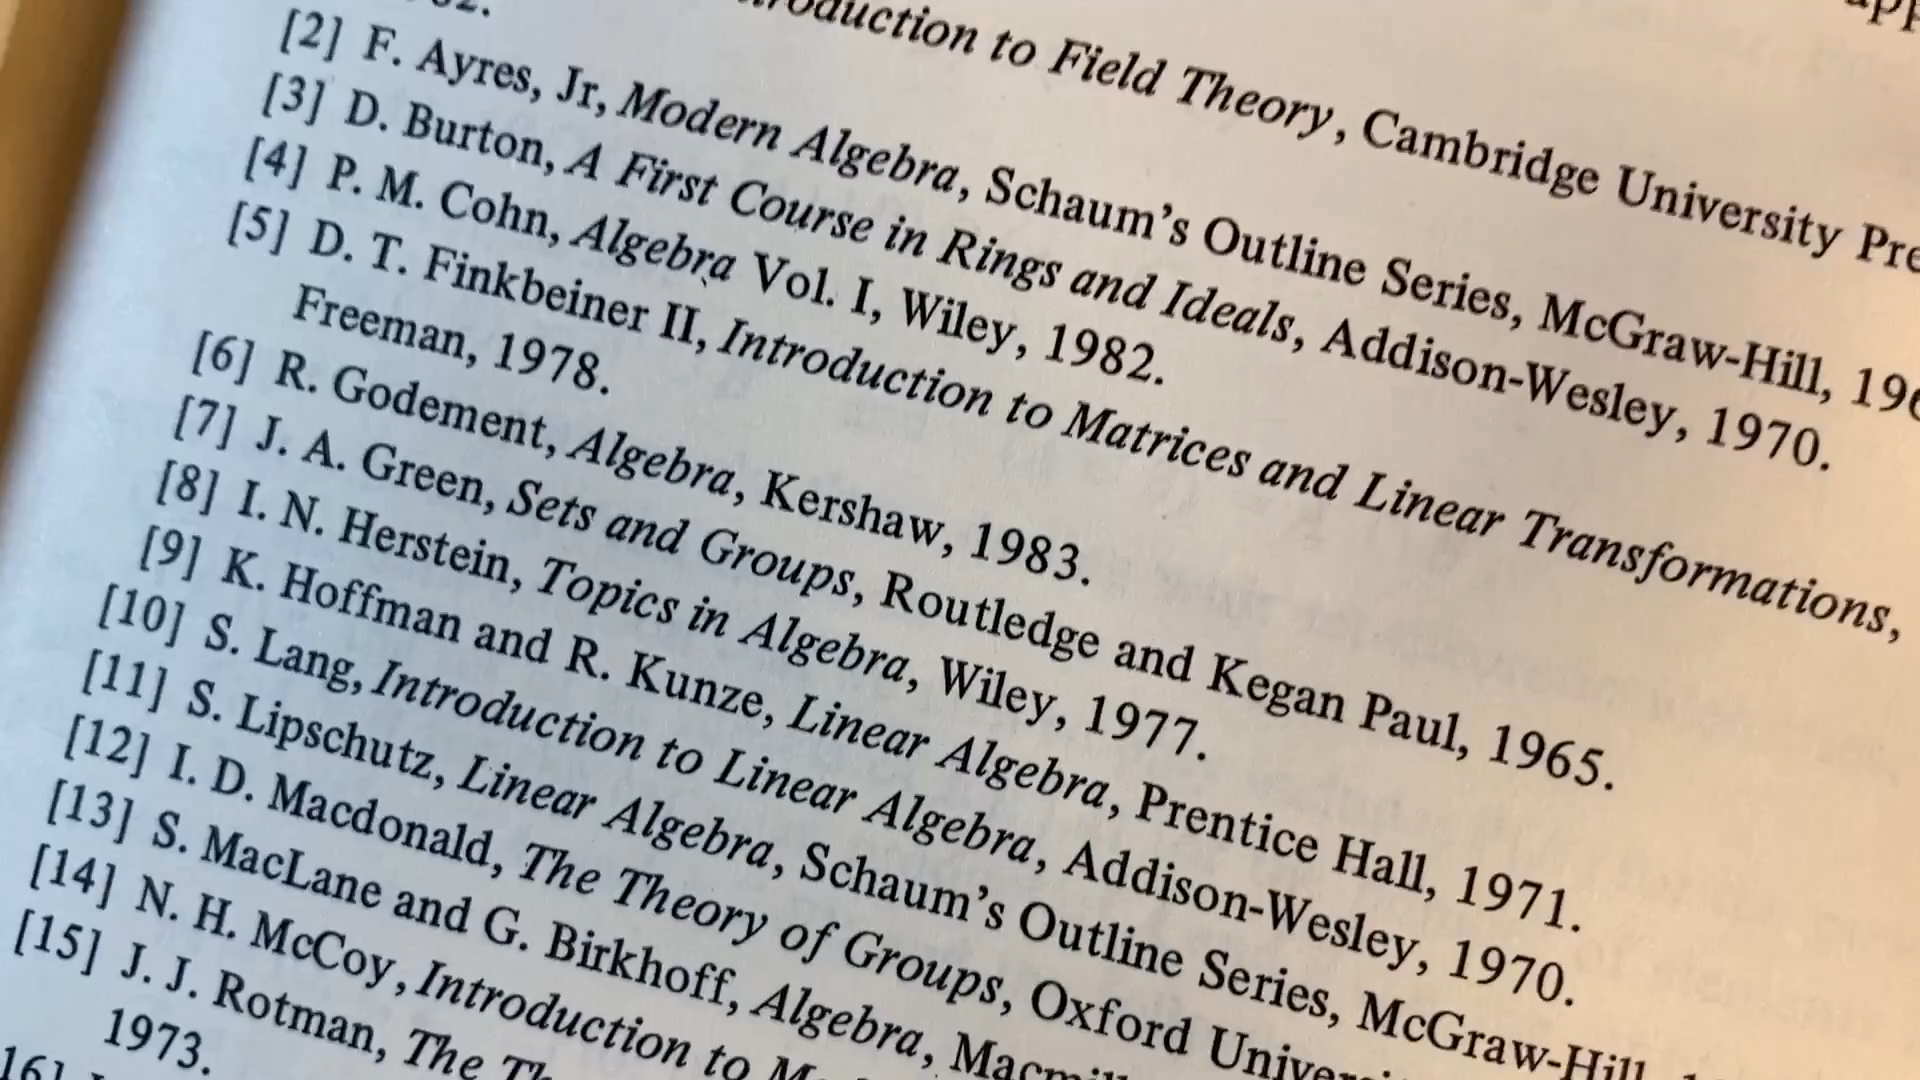 Introduction to Field Theory, Cambridge University
[2] F. Ayres, Jr, Modern Algebra, Schaum's Outline Series, McGraw-Hill,
[3] D. Burton, A First Course in Rings and Ideals, Addison-Wesley, 1970.
[4] P. M. Cohn, Algebra Vol. I, Wiley, 1982.
[5] D. T. Finkbeiner II, Introduction to Matrices and Linear Transformations,
Freeman, 1978.
[6] R. Godement, Algebra, Kershaw, 1983.
[7] J. A. Green, Sets and Groups, Routledge and Kegan Paul, 1965.
[8] I. N. Herstein, Topics in Algebra, Wiley, 1977.
[9] K. Hoffman and R. Kunze, Linear Algebra, Prentice Hall, 1971.
[10] S. Lang, Introduction to Linear Algebra, Addison-Wesley, 1970.
[11] S. Lipschutz, Linear Algebra, Schaum's Outline Series, McGraw-Hill,
[12] I. D. Macdonald, The Theory of Groups, Oxford
[13] S. MacLane and G. Birkhoff, Algebra,
[14] N. H. McCoy, Introduction to
[15] J. J. Rotman, The
1973.